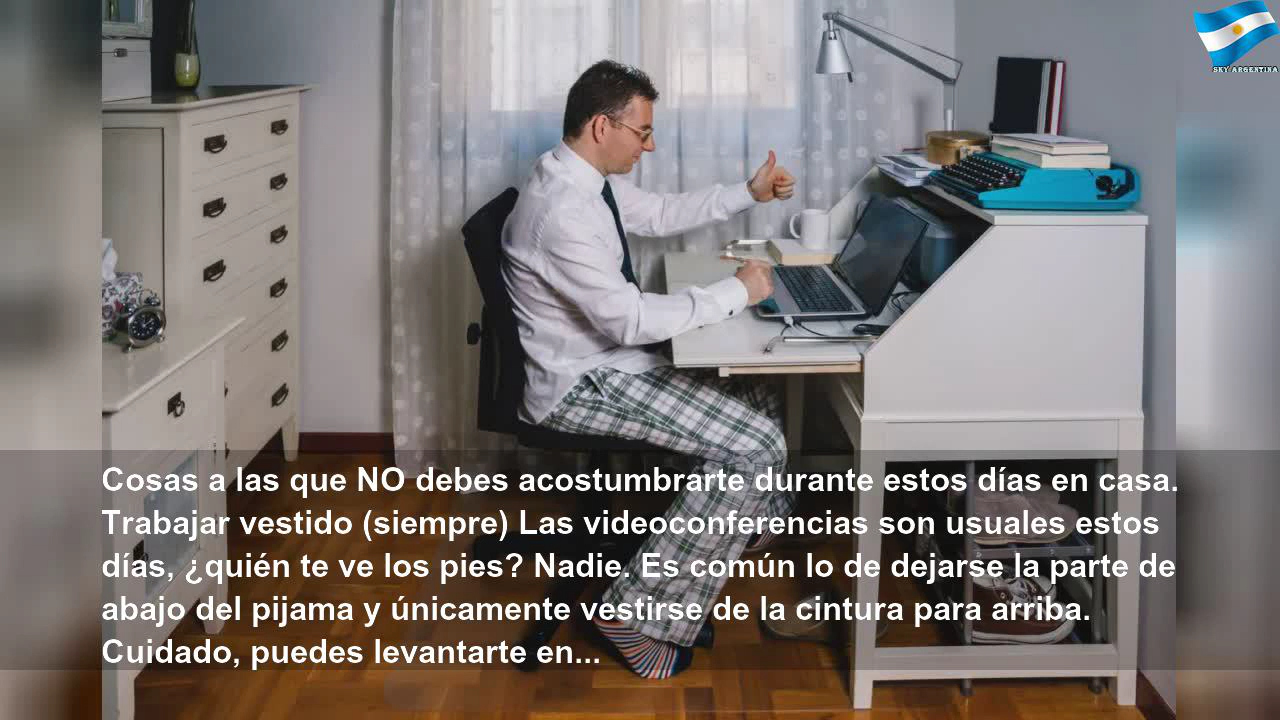 SKY ARGENTINA
Cosas a las que NO debes acostumbrarte durante estos días en casa.
Trabajar vestido (siempre) Las videoconferencias son usuales estos
días, ¿quién te ve los pies? Nadie. Es común lo de dejarse la parte de
abajo del pijama y únicamente vestirse de la cintura para arriba.
Cuidado, puedes levantarte en...